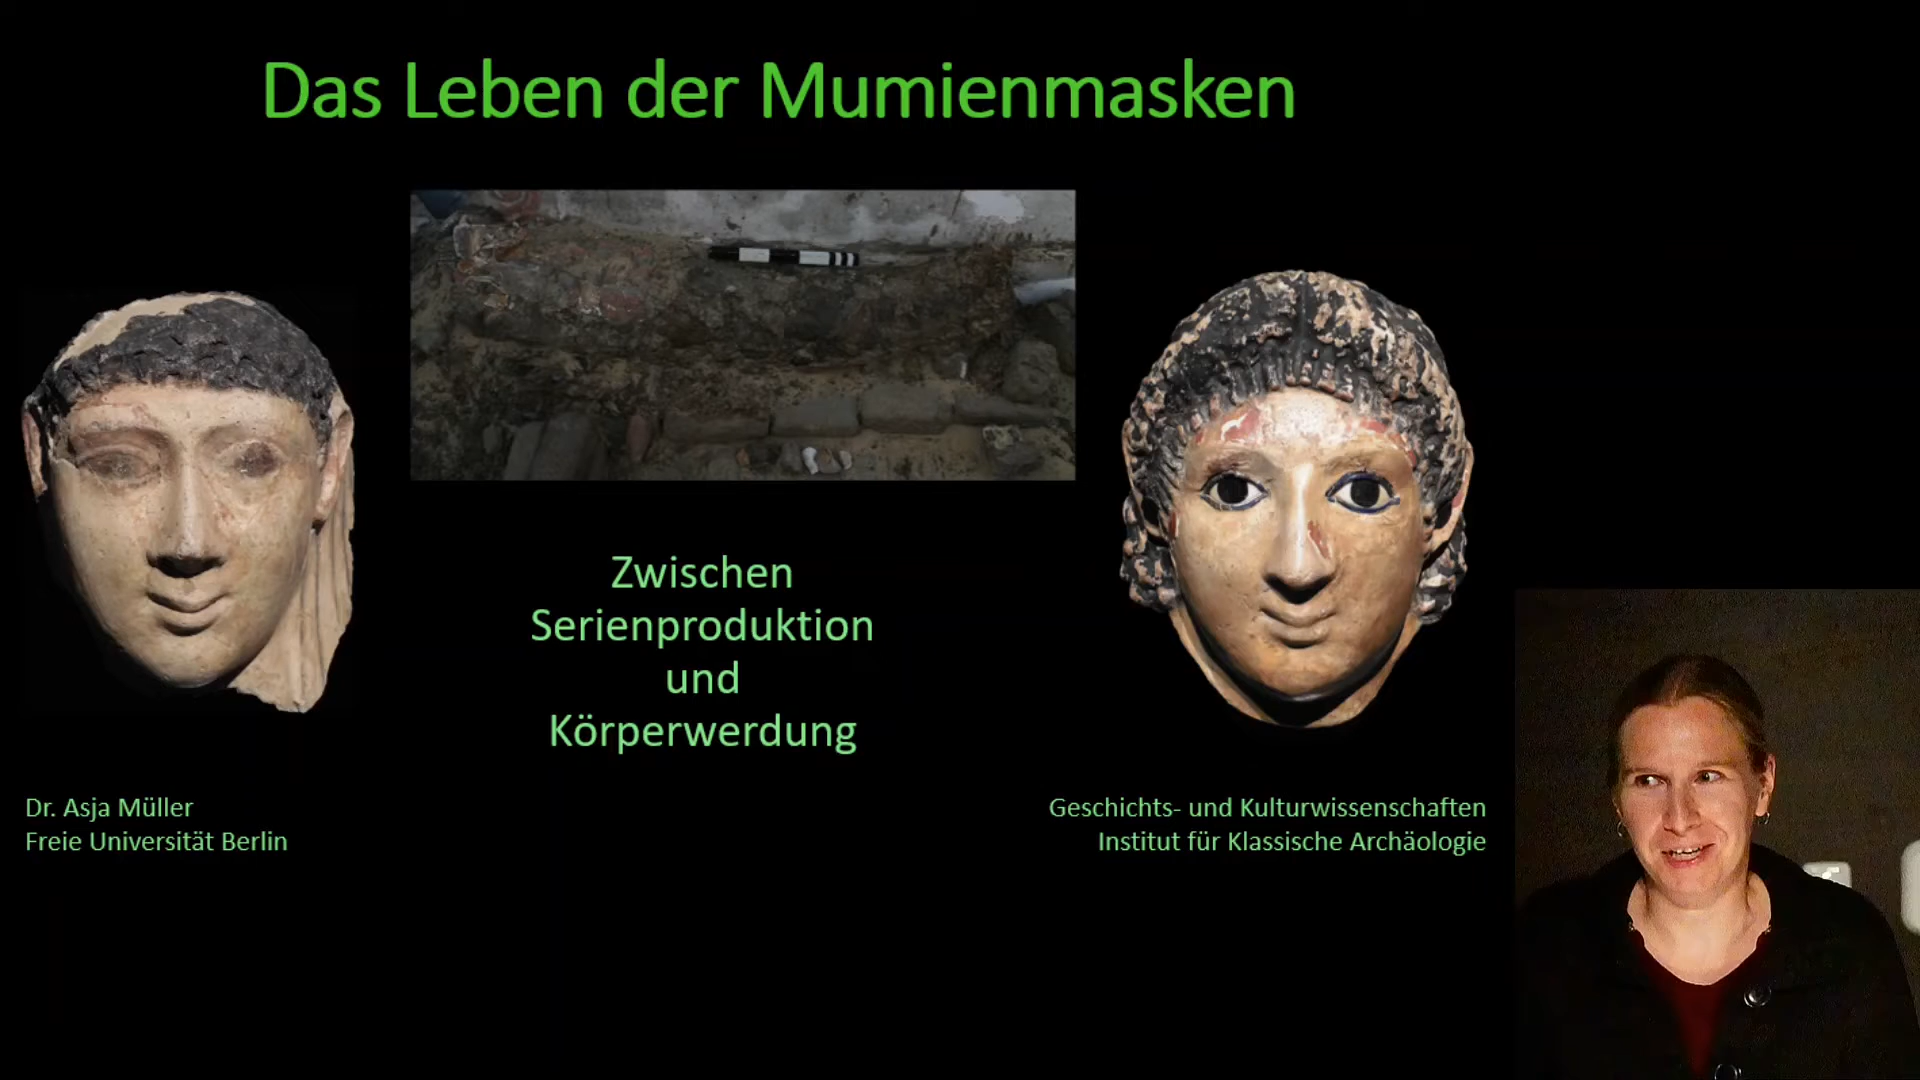 Das Leben der Mumienmasken
Zwischen
Serienproduktion
und
Körperwerdung
Dr. Asja Müller
Freie Universität Berlin
Geschichts- und Kulturwissenschaften
Institut für Klassische Archäologie